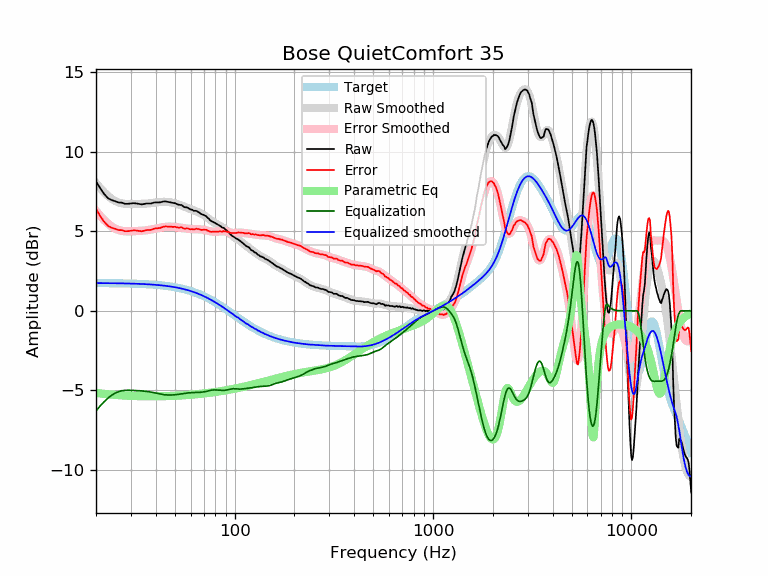 Bose QuietComfort 35
15
10
5
0
−5
−10
Amplitude (dBr)
Target
Raw Smoothed
Error Smoothed
Raw
Error
Parametric Eq
Equalization
Equalized smoothed
100
1000
10000
Frequency (Hz)